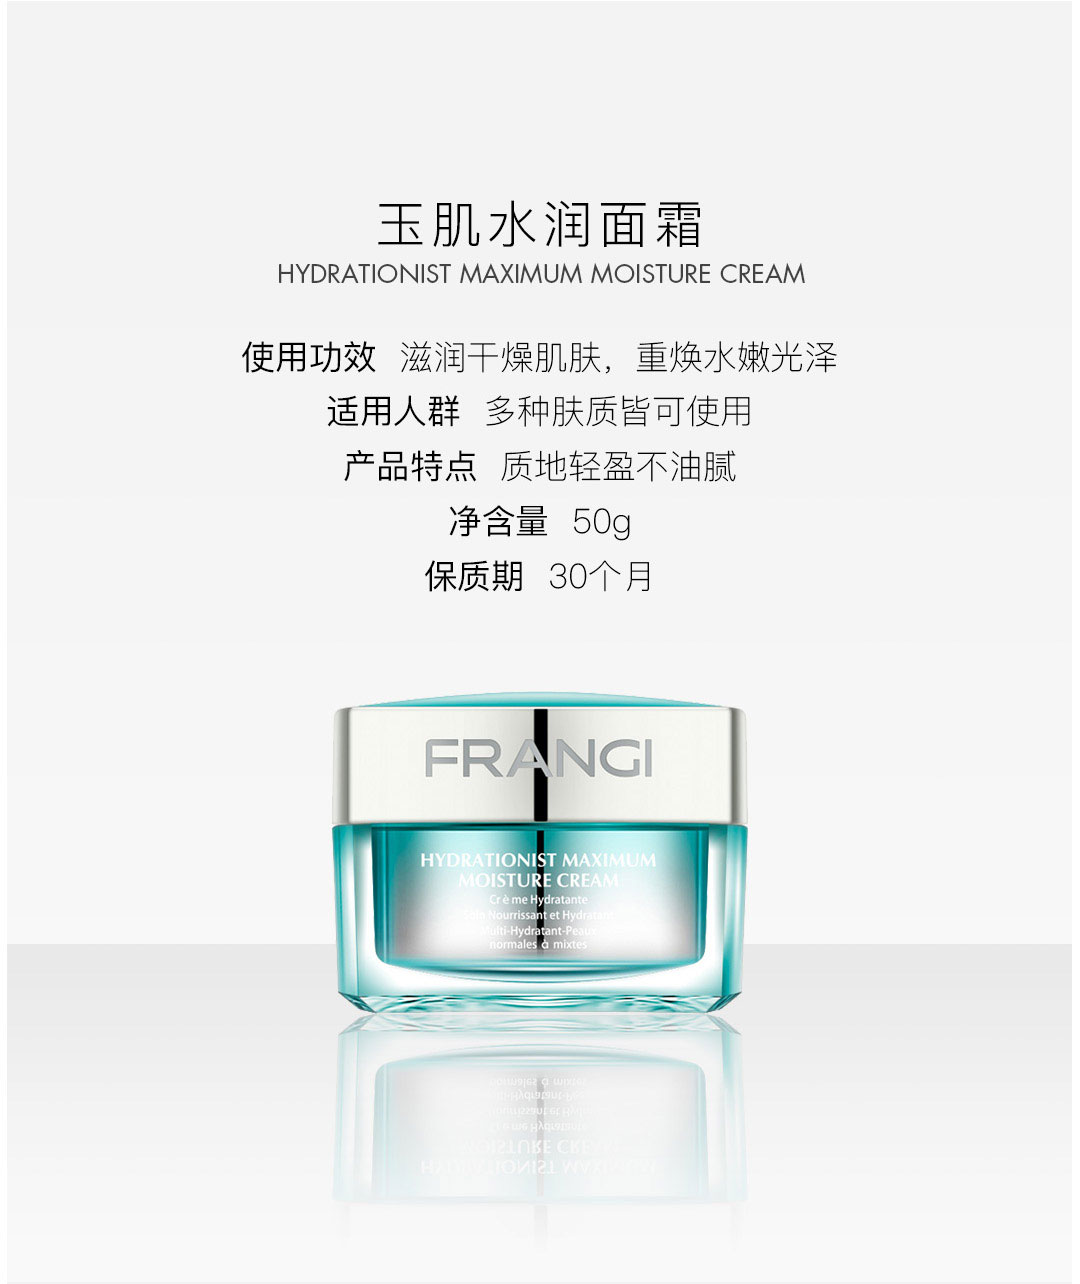 玉肌水润面霜
HYDRATIONIST MAXIMUM MOISTURE CREAM
使用功效 滋润干燥肌肤，重焕水嫩光泽
适用人群 多种肤质皆可使用
产品特点 质地轻盈不油腻
净含量 50g
保质期 30个月
FRANGI
HYDRATIONIST MAXIMUM
MOISTURE CREAM
Crème Hydratante
Soin Nourrissant et Hydratant
Multi-Hydratant-Peaux
normales à mixtes